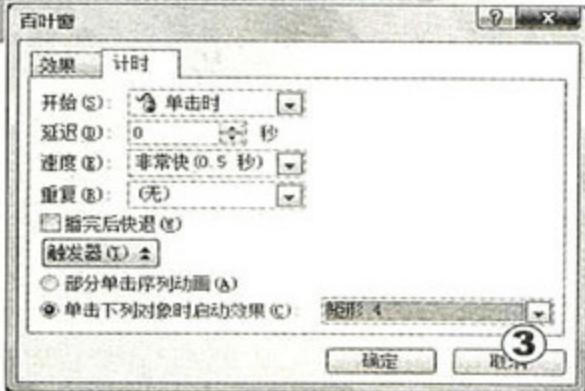 百叶窗
效果 计时
开始(S): 单击时
延迟(D): 0 秒
速度(E): 非常快(0.5 秒)
重复(R): (无)
播完后快退(W)
触发器(T)
部分单击序列动画(A)
单击下列对象时启动效果(C): 矩形 4
确定 取消
③